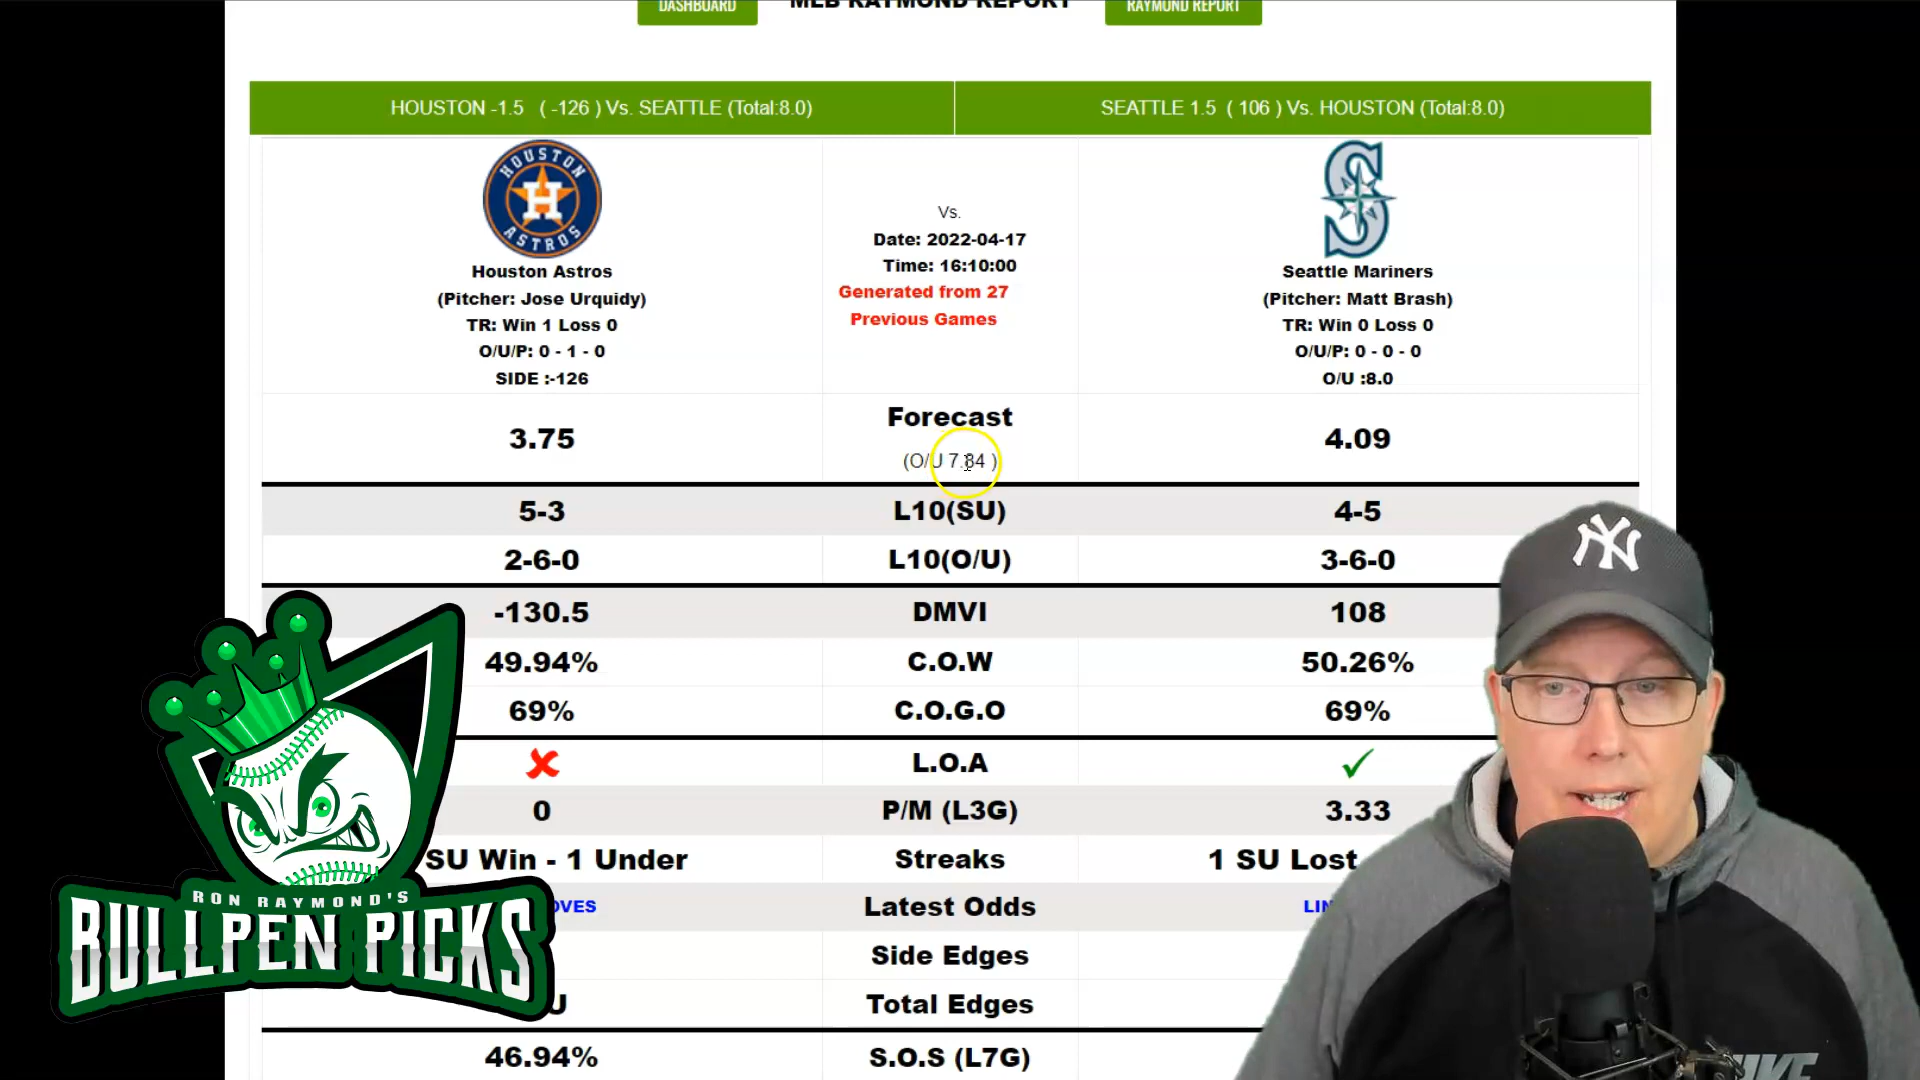 DASHBOARD
MLB RAYMOND REPORT
RAYMOND REPORT
HOUSTON -1.5 ( -126 ) Vs. SEATTLE (Total:8.0)
SEATTLE 1.5 ( 106 ) Vs. HOUSTON (Total:8.0)
HOUSTON
H
ASTROS
S
Houston Astros
(Pitcher: Jose Urquidy)
TR: Win 1 Loss 0
O/U/P: 0 - 1 - 0
SIDE :-126
Vs.
Date: 2022-04-17
Time: 16:10:00
Generated from 27
Previous Games
Seattle Mariners
(Pitcher: Matt Brash)
TR: Win 0 Loss 0
O/U/P: 0 - 0 - 0
O/U :8.0
3.75
Forecast
(O/U 7.84 )
4.09
5-3
L10(SU)
4-5
2-6-0
L10(O/U)
3-6-0
-130.5
DMVI
108
49.94%
C.O.W
50.26%
69%
C.O.G.O
69%
L.O.A
0
P/M (L3G)
3.33
SU Win - 1 Under
Streaks
1 SU Lost
OVES
Latest Odds
LIN
Side Edges
U
Total Edges
46.94%
S.O.S (L7G)
RON RAYMOND'S
BULLPEN PICKS
NY
NIKE